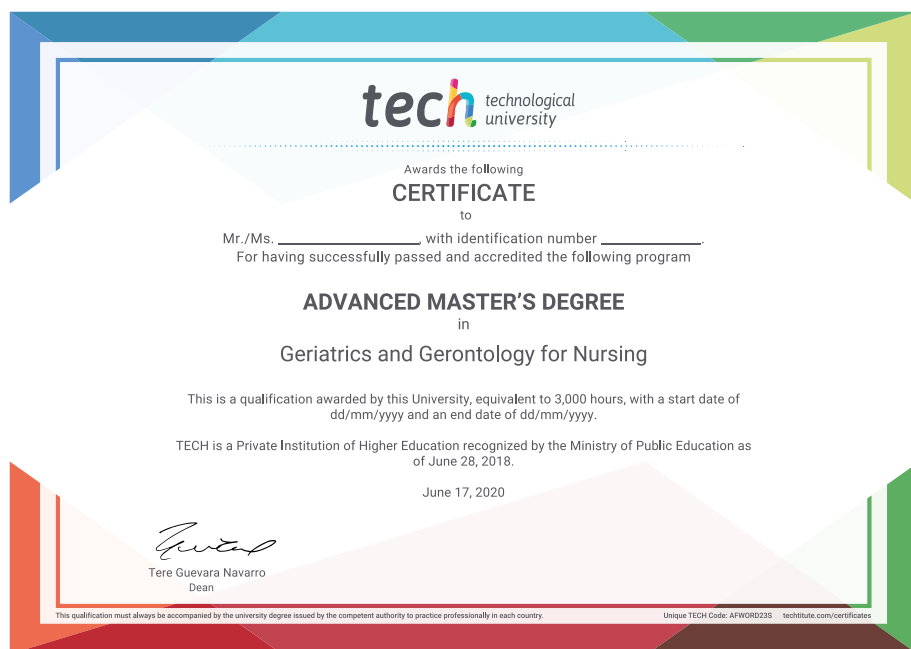 tech technological
university
Awards the following
CERTIFICATE
to
Mr./Ms. ____________________, with identification number ______________.
For having successfully passed and accredited the following program
ADVANCED MASTER'S DEGREE
in
Geriatrics and Gerontology for Nursing
This is a qualification awarded by this University, equivalent to 3,000 hours, with a start date of
dd/mm/yyyy and an end date of dd/mm/yyyy.
TECH is a Private Institution of Higher Education recognized by the Ministry of Public Education as
of June 28, 2018.
June 17, 2020
Tere Guevara Navarro
Dean
This qualification must always be accompanied by the university degree issued by the competent authority to practice professionally in each country. Unique TECH Code: AFWORD23S techtitute.com/certificates